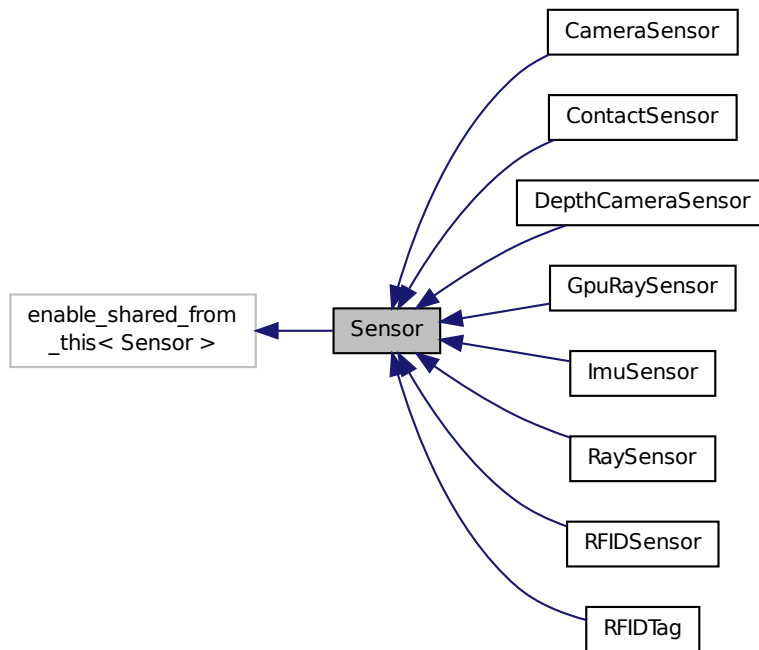 CameraSensor
ContactSensor
DepthCameraSensor
GpuRaySensor
enable_shared_from
_this< Sensor >
Sensor
ImuSensor
RaySensor
RFIDSensor
RFIDTag